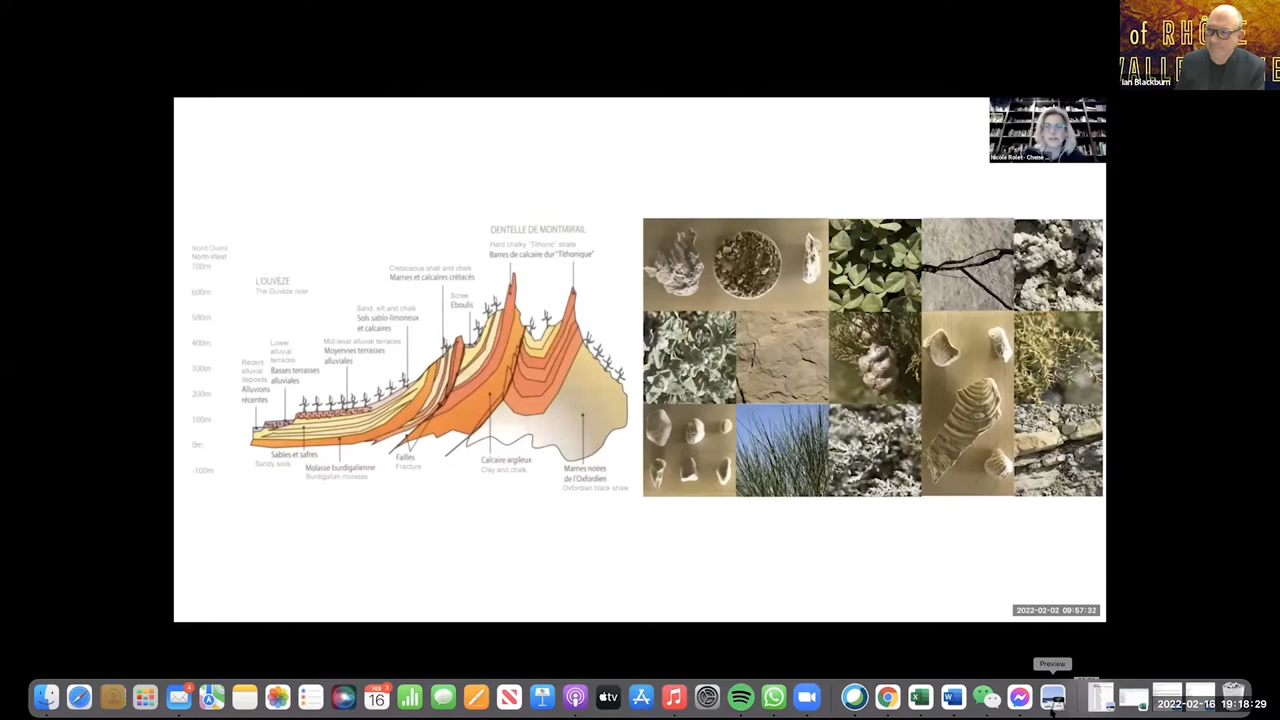 of RHÔNE
VALLE
Ian Blackburn
Nicole Rolet- Chene ...
DENTELLE DE MONTMIRAIL
Hard chalky "Tithonic" strata
Barres de calcaire dur "Tithonique"
Nord Ouest
North-West
700m
600m
500m
400m
300m
200m
100m
0m
-100m
L'OUVÈZE
The Ouvèze river
Cretaceous shall and chalk
Marnes et calcaires crétacés
Scree
Eboulis
Sand, silt and chalk
Sols sablo-limoneux
et calcaires
Mid-level alluvial terraces
Moyennes terrasses
alluviales
Lower
alluvial
terraces
Basses terrasses
alluviales
Recent
alluvial
deposits
Alluvions
récentes
Sables et safres
Sandy soils
Molasse burdigalienne
Burdigalian molasse
Failles
Fracture
Calcaire argileux
Clay and chalk
Marnes noires
de l'Oxfordien
Oxfordian black shale
2022-02-02 09:57:32
Preview
4
FEB
16
1
tv
2022-02-16 19:18:29